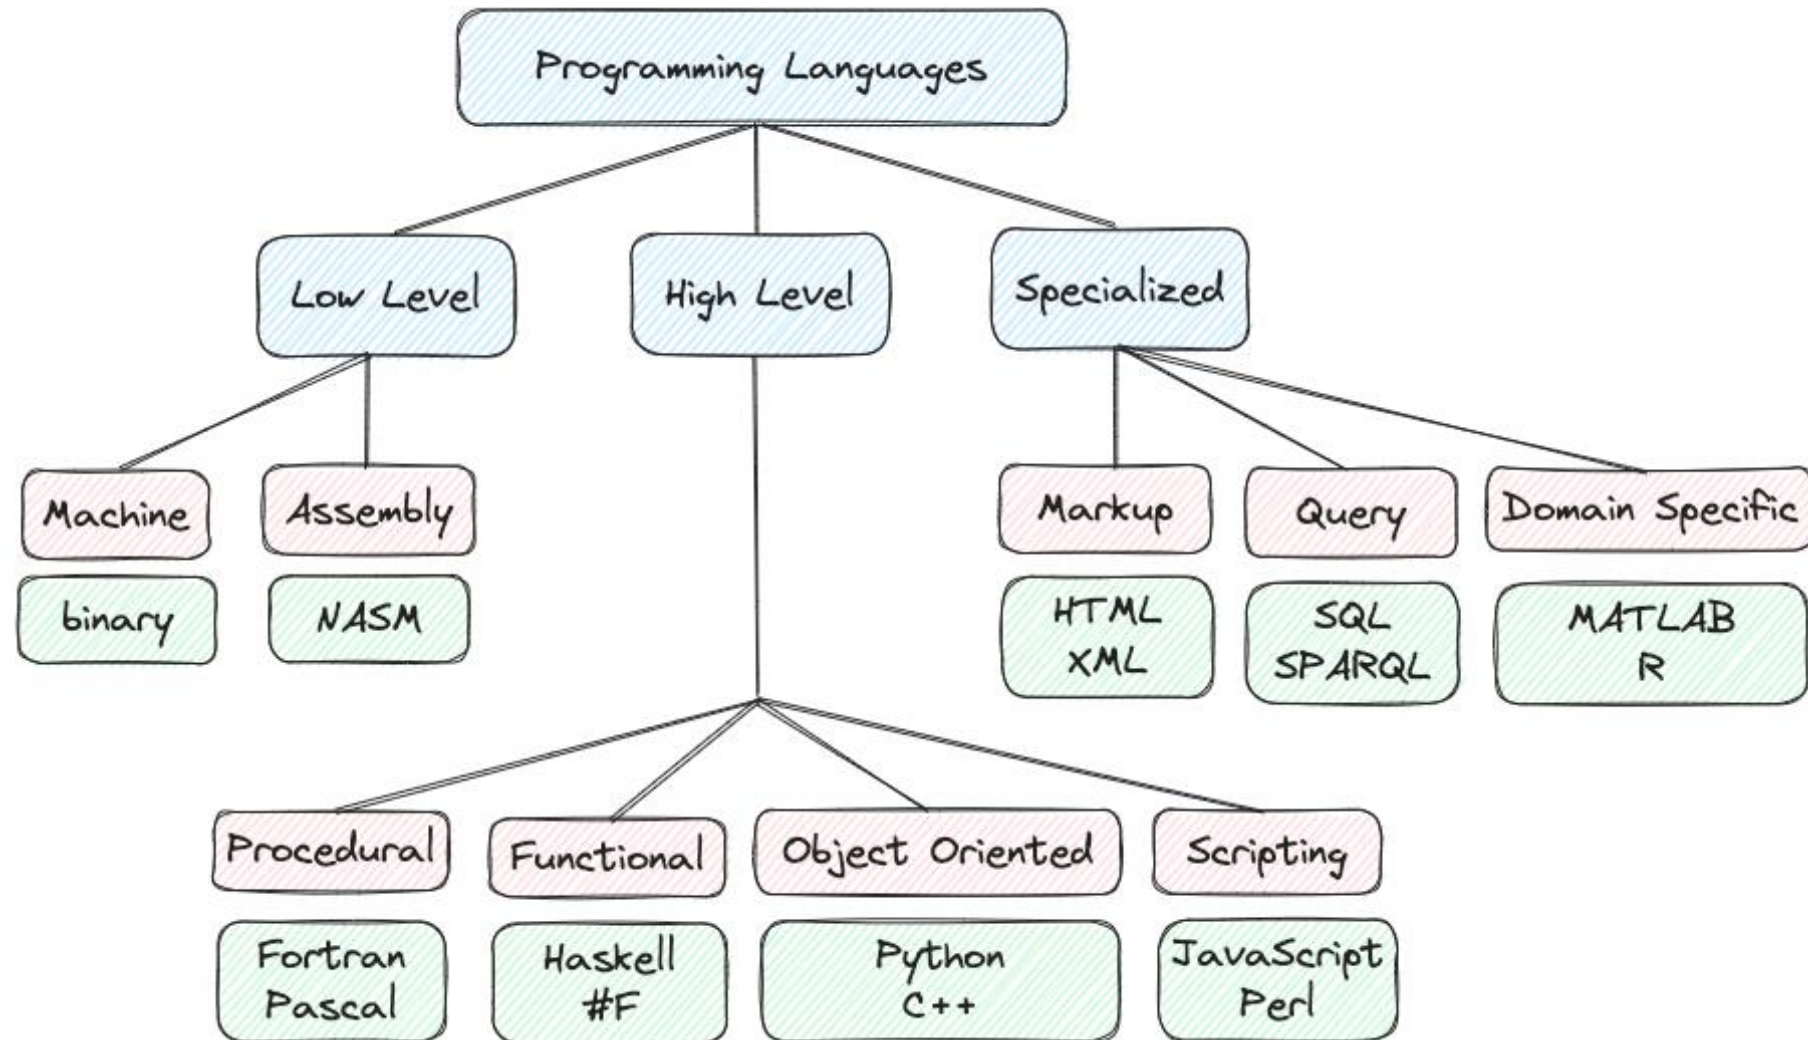 Programming Languages
Low Level
High Level
Specialized
Machine
Assembly
Markup
Query
Domain Specific
binary
NASM
HTML
XML
SQL
SPARQL
MATLAB
R
Procedural
Functional
Object Oriented
Scripting
Fortran
Pascal
Haskell
#F
Python
C++
JavaScript
Perl